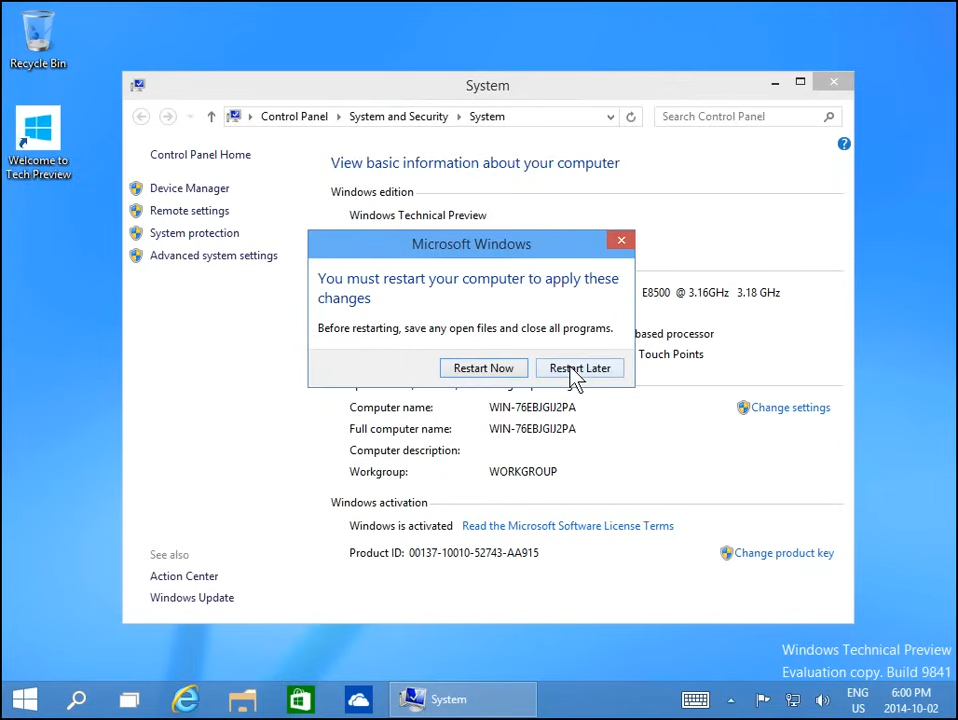 Recycle Bin
Welcome to
Tech Preview
System
Control Panel
System and Security
System
Search Control Panel
Control Panel Home
Device Manager
Remote settings
System protection
Advanced system settings
See also
Action Center
Windows Update
View basic information about your computer
Windows edition
Windows Technical Preview
E8500 @ 3.16GHz 3.18 GHz
based processor
Touch Points
Microsoft Windows
You must restart your computer to apply these
changes
Before restarting, save any open files and close all programs.
Restart Now
Restart Later
Computer name: WIN-76EBJGIJ2PA
Change settings
Full computer name: WIN-76EBJGIJ2PA
Computer description:
Workgroup: WORKGROUP
Windows activation
Windows is activated Read the Microsoft Software License Terms
Product ID: 00137-10010-52743-AA915
Change product key
Windows Technical Preview
Evaluation copy. Build 9841
System
ENG
US
6:00 PM
2014-10-02